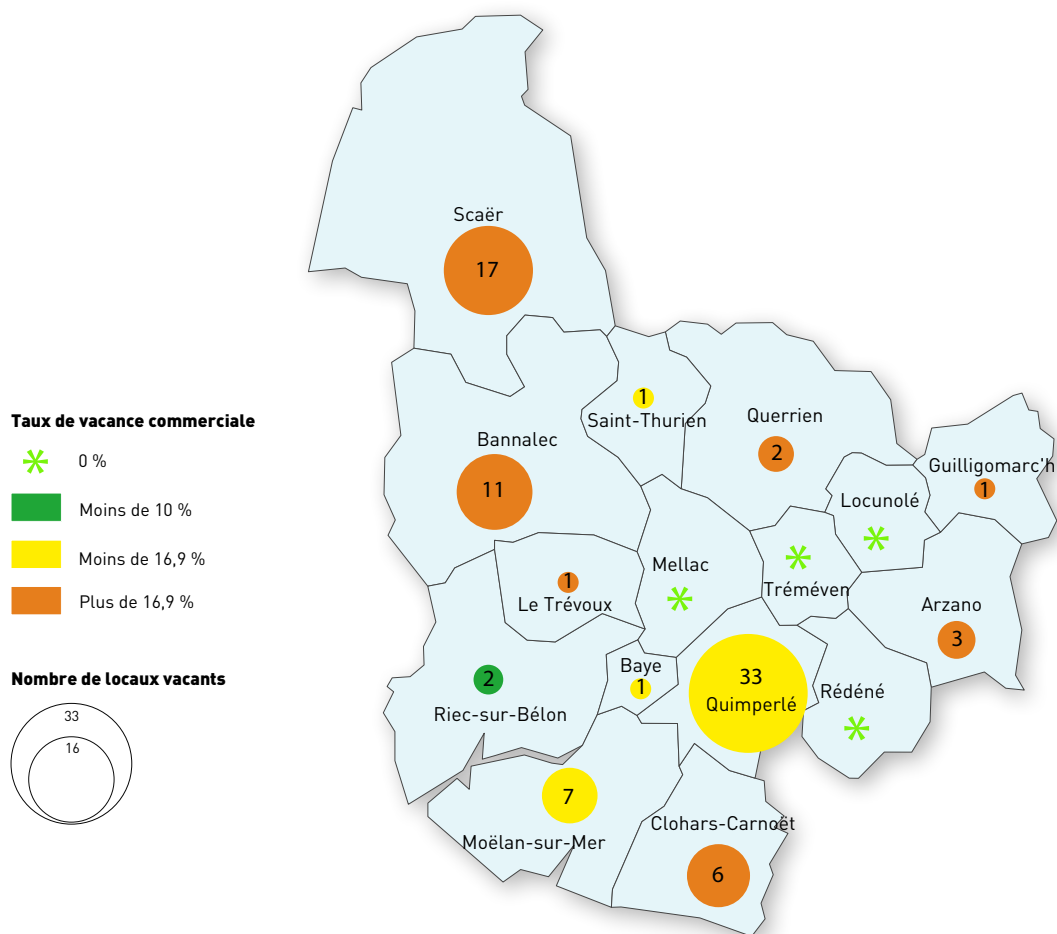 Taux de vacance commerciale
0 %
Moins de 10 %
Moins de 16,9 %
Plus de 16,9 %
Nombre de locaux vacants
33
16
Scaër
17
1
Saint-Thurien
Querrien
2
Bannalec
11
Guilligomarc'h
1
Locunolé
Mellac
Tréméven
1
Le Trévoux
Arzano
3
Baye
1
33
Quimperlé
Rédéné
2
Riec-sur-Bélon
7
Moëlan-sur-Mer
Clohars-Carnoët
6